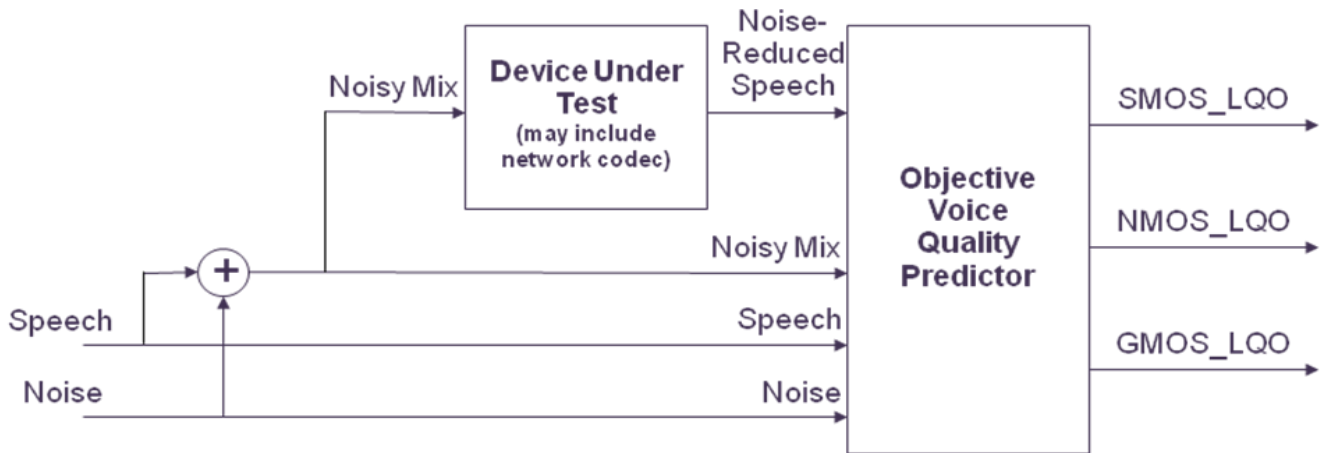 Noise-
Reduced
Speech
Noisy Mix
Device Under
Test
(may include
network codec)
SMOS_LQO
Objective
Voice
Quality
Predictor
NMOS_LQO
Noisy Mix
+
Speech
Speech
GMOS_LQO
Noise
Noise